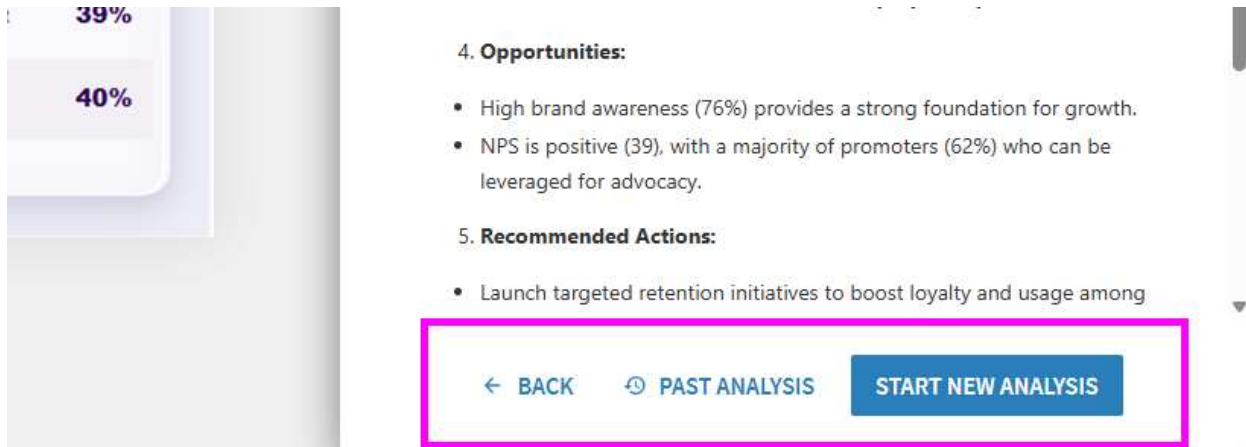 39%
40%
4. Opportunities:
• High brand awareness (76%) provides a strong foundation for growth.
• NPS is positive (39), with a majority of promoters (62%) who can be
leveraged for advocacy.
5. Recommended Actions:
• Launch targeted retention initiatives to boost loyalty and usage among
← BACK
PAST ANALYSIS
START NEW ANALYSIS